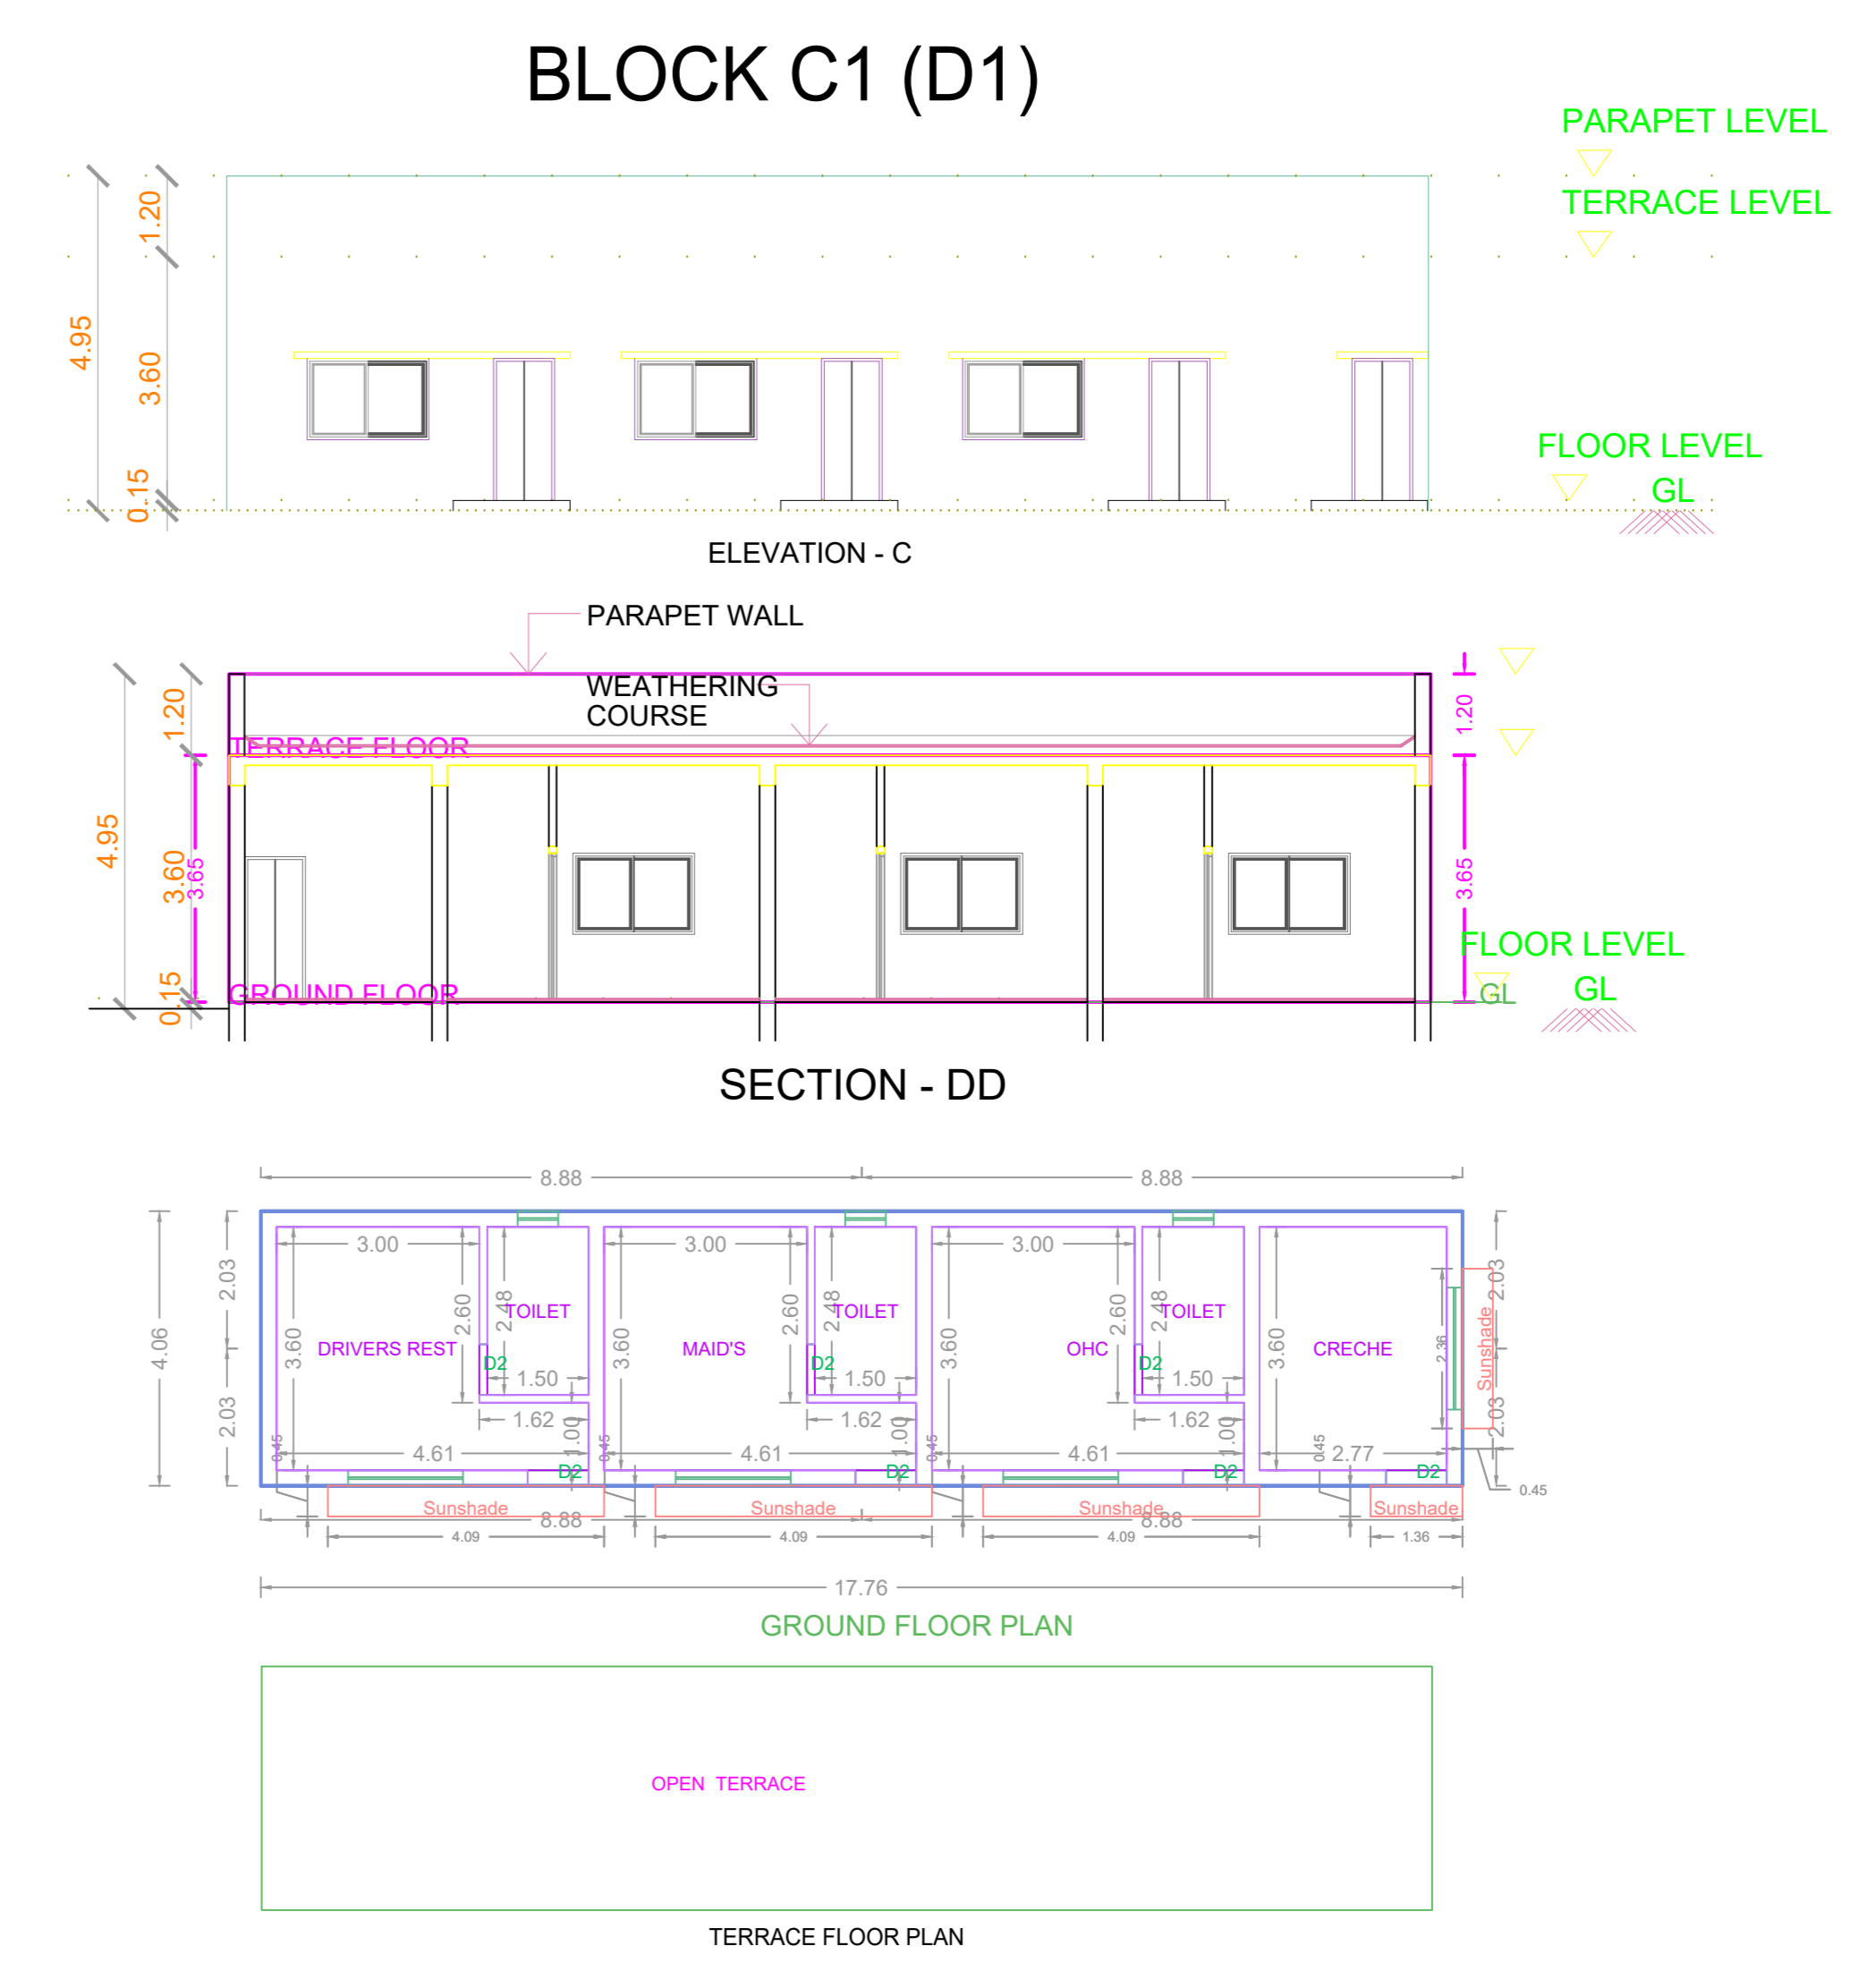 BLOCK C1 (D1)
PARAPET LEVEL
TERRACE LEVEL
1.20
4.95
3.60
0.15
FLOOR LEVEL
GL
ELEVATION - C
PARAPET WALL
WEATHERING
COURSE
1.20
1.20
TERRACE FLOOR
4.95
3.60
3.65
3.65
0.15
GROUND FLOOR
FLOOR LEVEL
GL
GL
SECTION - DD
8.88
8.88
3.00
3.00
3.00
2.03
2.03
4.06
3.60
2.60
2.48
TOILET
3.60
2.60
2.48
TOILET
3.60
2.60
2.48
TOILET
3.60
2.36
Sunshade
DRIVERS REST
MAID'S
OHC
CRECHE
D2
D2
D2
1.50
1.50
1.50
2.03
2.03
1.62
1.62
1.62
1.00
1.00
1.00
0.45
4.61
0.45
4.61
0.45
4.61
0.45
2.77
D2
D2
D2
D2
0.45
Sunshade
Sunshade
Sunshade
Sunshade
8.88
8.88
4.09
4.09
4.09
1.36
17.76
GROUND FLOOR PLAN
OPEN TERRACE
TERRACE FLOOR PLAN